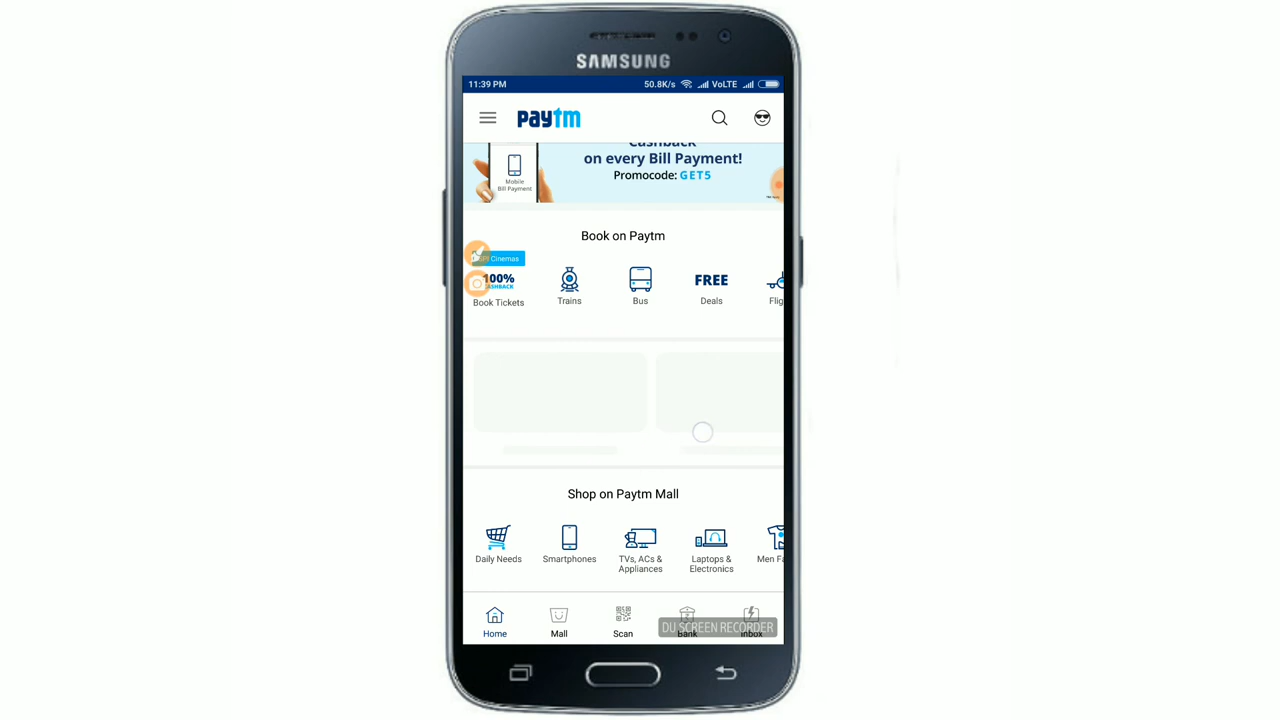 SAMSUNG
11:39 PM
50.8K/s VoLTE
paytm
Cashback
on every Bill Payment!
Promocode: GET5
Mobile
Bill Payment
Book on Paytm
Cinemas
100%
CASHBACK
Book Tickets
Trains
Bus
FREE
Deals
Flig
Shop on Paytm Mall
Daily Needs
Smartphones
TVs, ACs &
Appliances
Laptops &
Electronics
Men Fa
Home
Mall
Scan
Bank
Inbox
DU SCREEN RECORDER